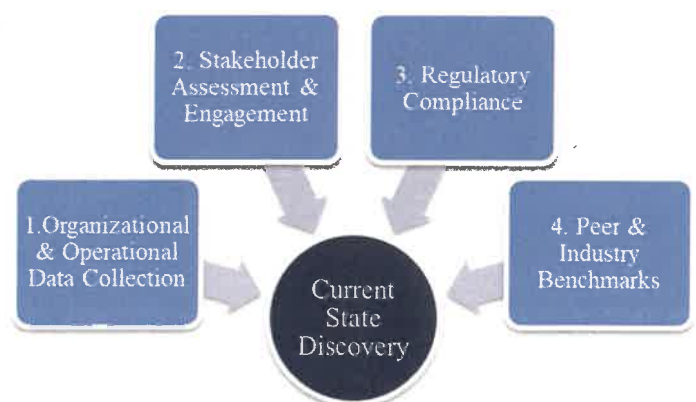 1.Organizational
& Operational
Data Collection
2. Stakeholder
Assessment &
Engagement
3. Regulatory
Compliance
4. Peer &
Industry
Benchmarks
Current
State
Discovery